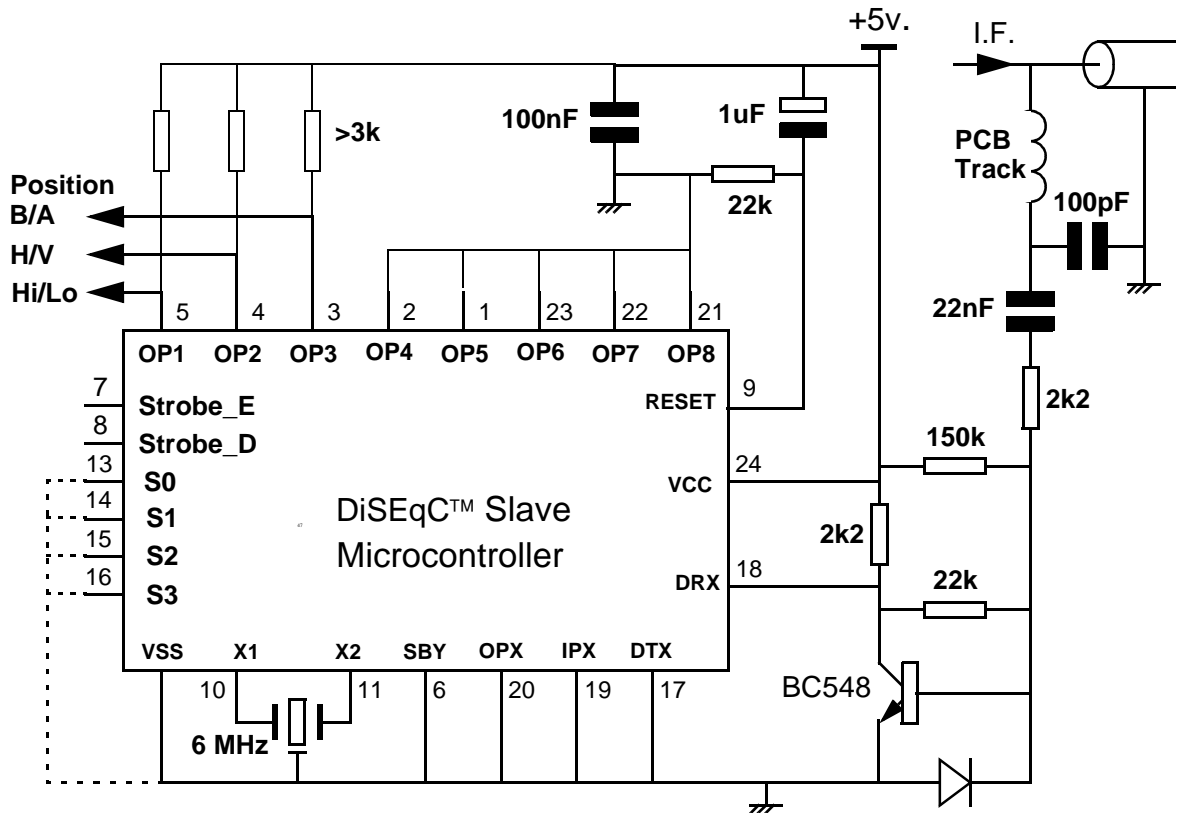 +5v.
I.F.
100nF
1uF
>3k
PCB
Track
22k
100pF
Position
B/A
H/V
Hi/Lo
22nF
5 4 3 2 1 23 22 21
OP1 OP2 OP3 OP4 OP5 OP6 OP7 OP8
7
Strobe_E
RESET
9
2k2
8
Strobe_D
150k
13
S0
VCC
24
14
S1
DiSEqC™ Slave
Microcontroller
2k2
15
S2
16
S3
DRX
18
22k
VSS X1 X2 SBY OPX IPX DTX
10 11 6 20 19 17
BC548
6 MHz